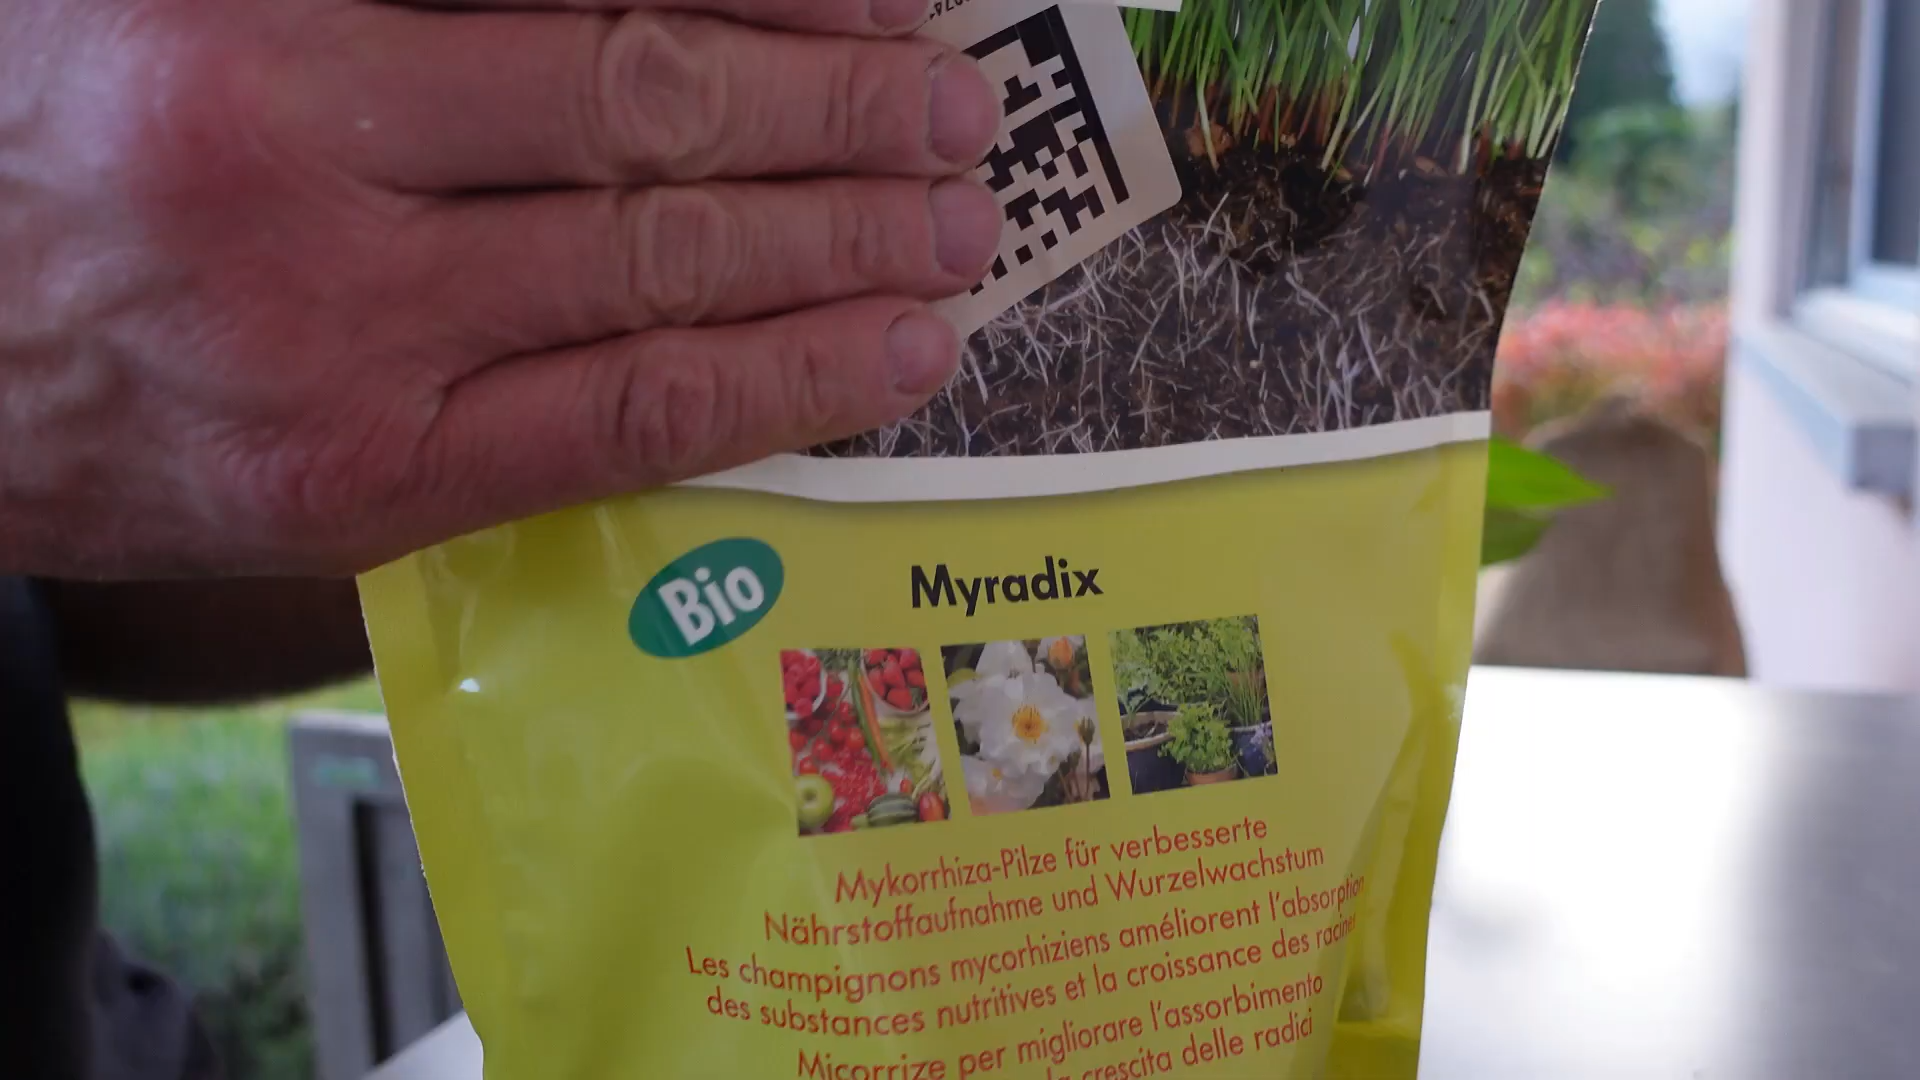 Bio
Myradix
Mykorrhiza-Pilze für verbesserte
Nährstoffaufnahme und Wurzelwachstum
Les champignons mycorhiziens améliorent l'absorption
des substances nutritives et la croissance des racines
Micorrize per migliorare l'assorbimento
la crescita delle radici